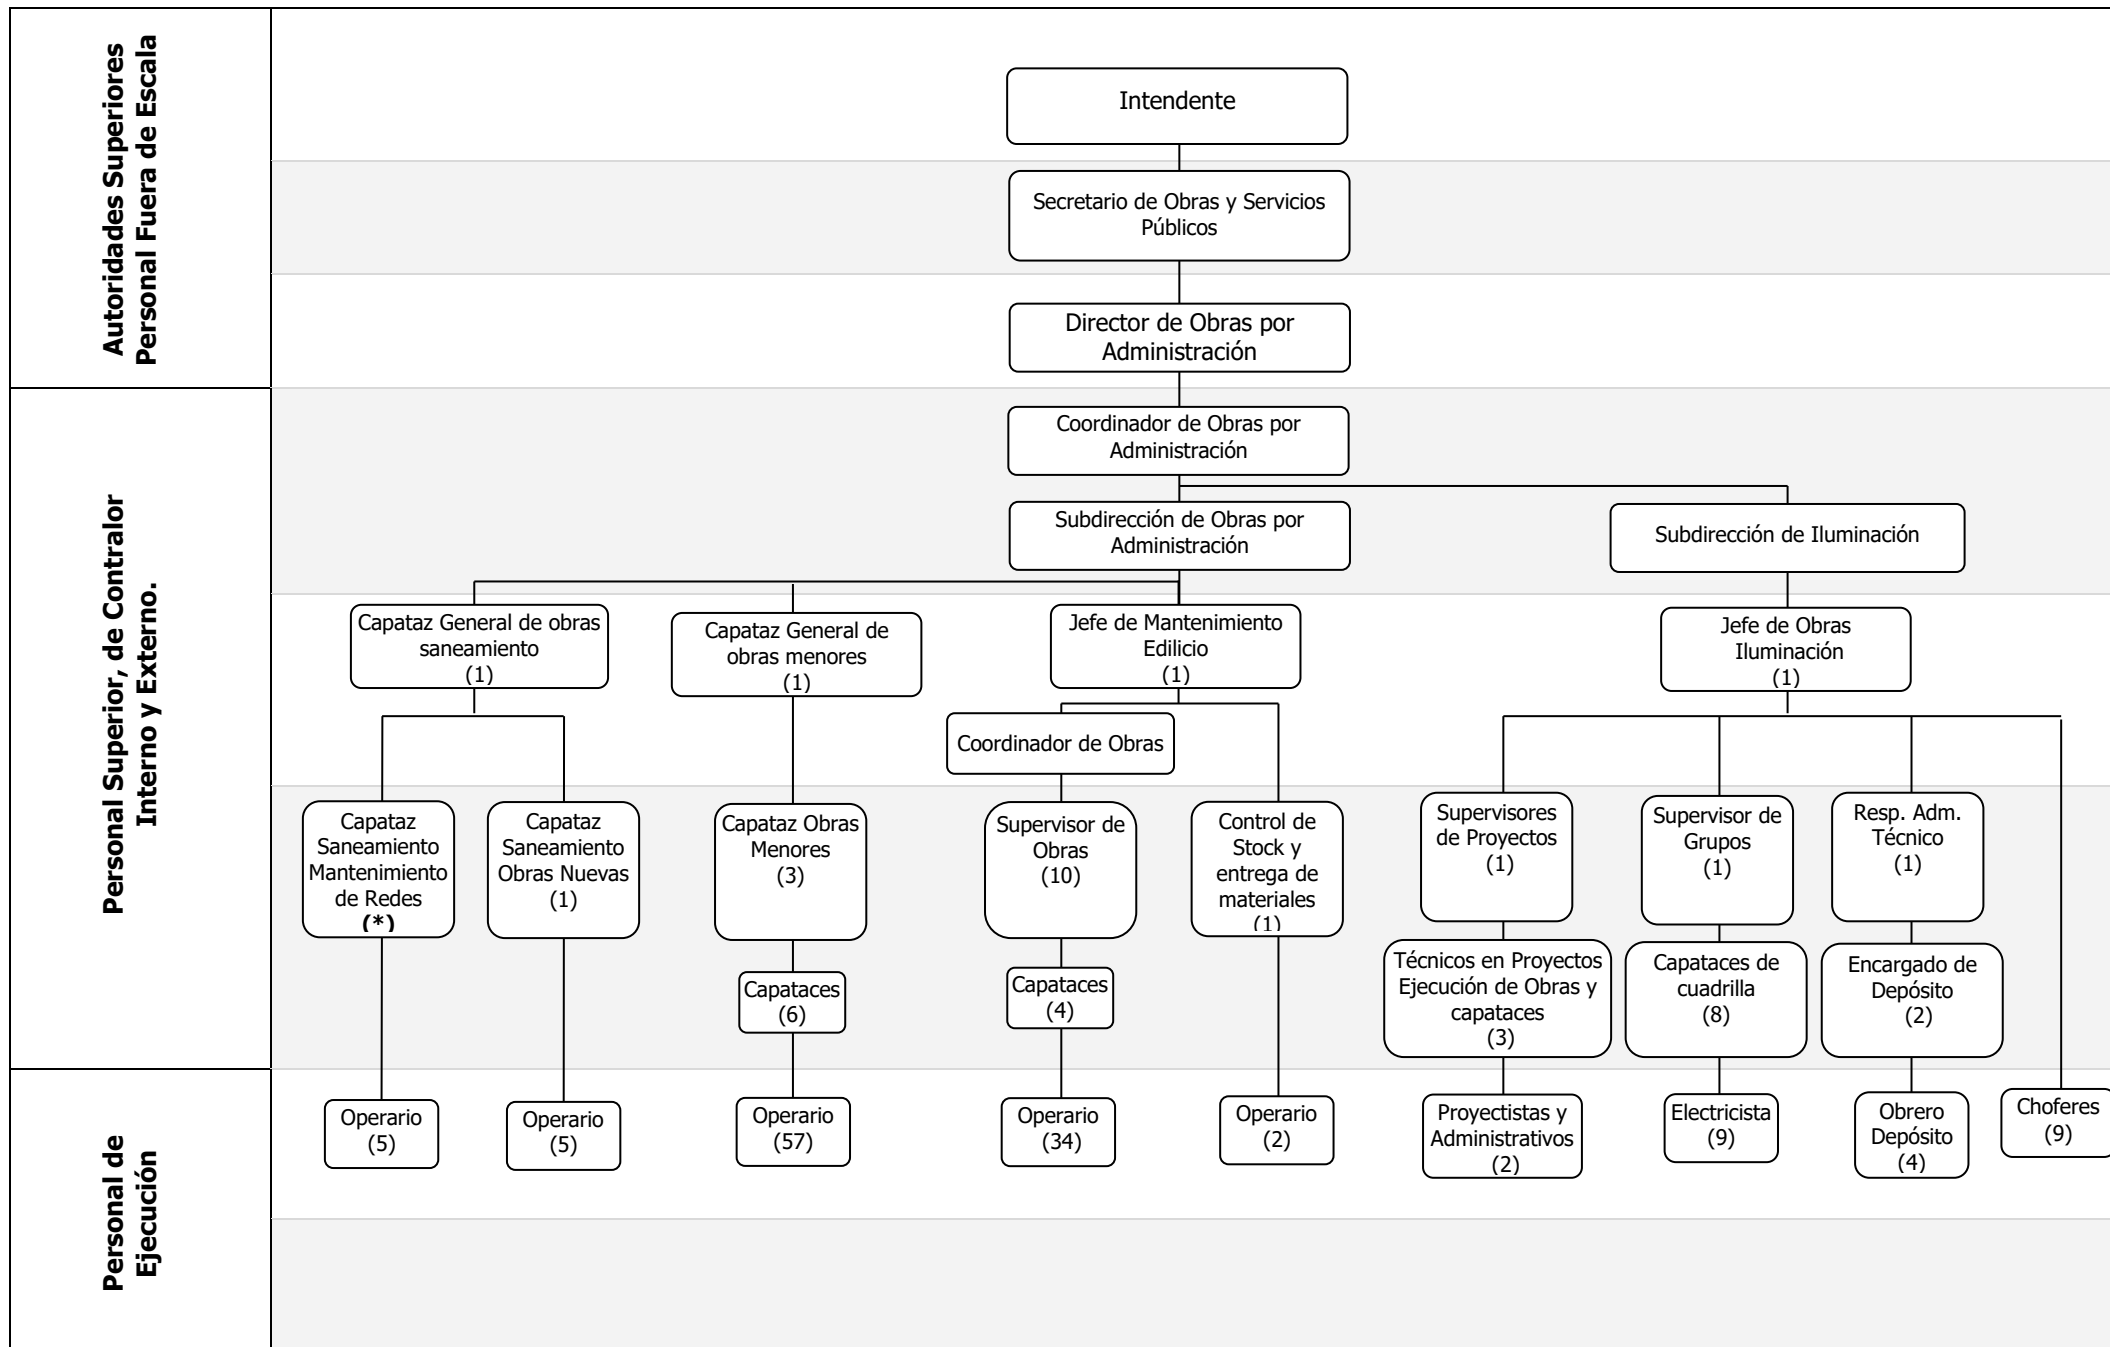 Autoridades Superiores
Personal Fuera de Escala
Intendente
Secretario de Obras y Servicios
Públicos
Director de Obras por
Administración
Personal Superior, de Contralor
Interno y Externo.
Coordinador de Obras por
Administración
Subdirección de Obras por
Administración
Subdirección de Iluminación
Capataz General de obras
saneamiento
(1)
Capataz General de
obras menores
(1)
Jefe de Mantenimiento
Edilicio
(1)
Jefe de Obras
Iluminación
(1)
Coordinador de Obras
Capataz
Saneamiento
Mantenimiento
de Redes
(*)
Capataz
Saneamiento
Obras Nuevas
(1)
Capataz Obras
Menores
(3)
Supervisor de
Obras
(10)
Control de
Stock y
entrega de
materiales
(1)
Supervisores
de Proyectos
(1)
Supervisor de
Grupos
(1)
Resp. Adm.
Técnico
(1)
Capataces
(6)
Capataces
(4)
Técnicos en Proyectos
Ejecución de Obras y
capataces
(3)
Capataces de
cuadrilla
(8)
Encargado de
Depósito
(2)
Personal de
Ejecución
Operario
(5)
Operario
(5)
Operario
(57)
Operario
(34)
Operario
(2)
Proyectistas y
Administrativos
(2)
Electricista
(9)
Obrero
Depósito
(4)
Choferes
(9)